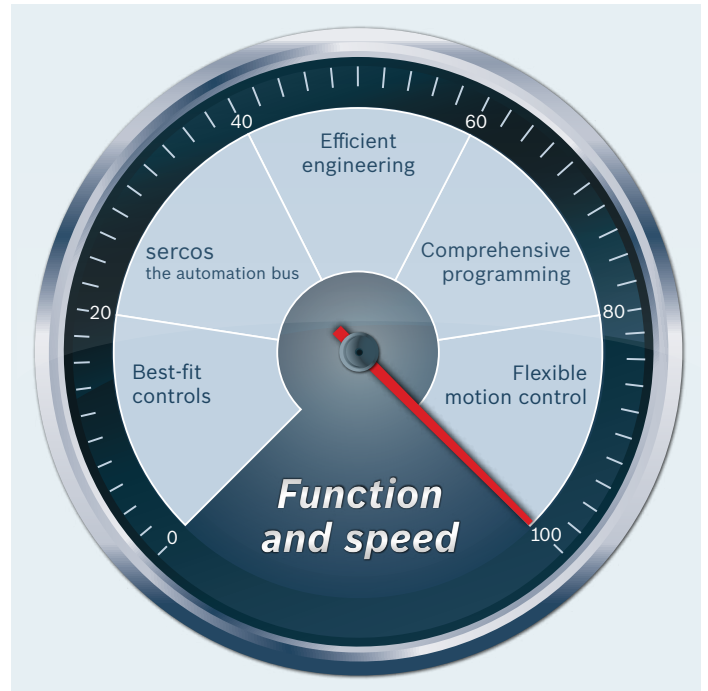 40
60
Efficient
engineering
sercos
the automation bus
Comprehensive
programming
20
80
Best-fit
controls
Flexible
motion control
Function
and speed
0
100